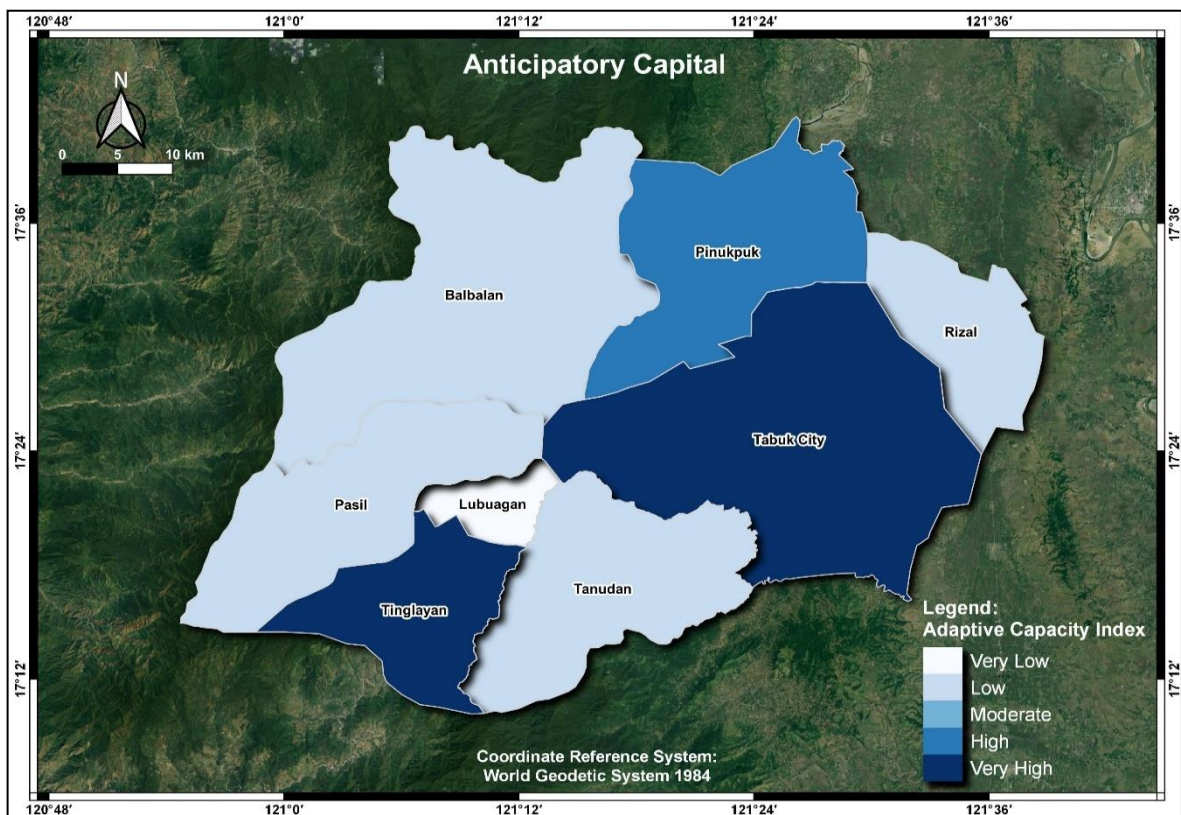 120°48' 121°0' 121°12' 121°24' 121°36'
Anticipatory Capital
N
0 5 10 km
17°36' 17°36'
Pinukpuk
Balbalan
Rizal
Tabuk City
17°24' 17°24'
Pasil
Lubuagan
Tanudan
Tinglayan
Legend:
Adaptive Capacity Index
Very Low
Low
Moderate
High
Very High
17°12' 17°12'
Coordinate Reference System:
World Geodetic System 1984
120°48' 121°0' 121°12' 121°24' 121°36'